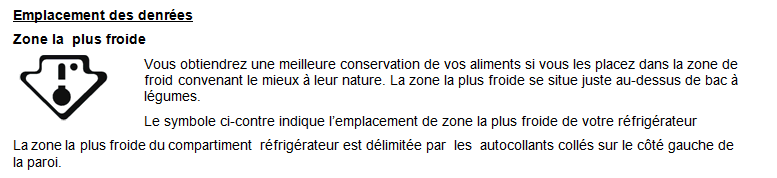 Emplacement des denrées
Zone la plus froide
Vous obtiendrez une meilleure conservation de vos aliments si vous les placez dans la zone de
froid convenant le mieux à leur nature. La zone la plus froide se situe juste au-dessus de bac à
légumes.
Le symbole ci-contre indique l’emplacement de zone la plus froide de votre réfrigérateur
La zone la plus froide du compartiment réfrigérateur est délimitée par les autocollants collés sur le côté gauche de
la paroi.